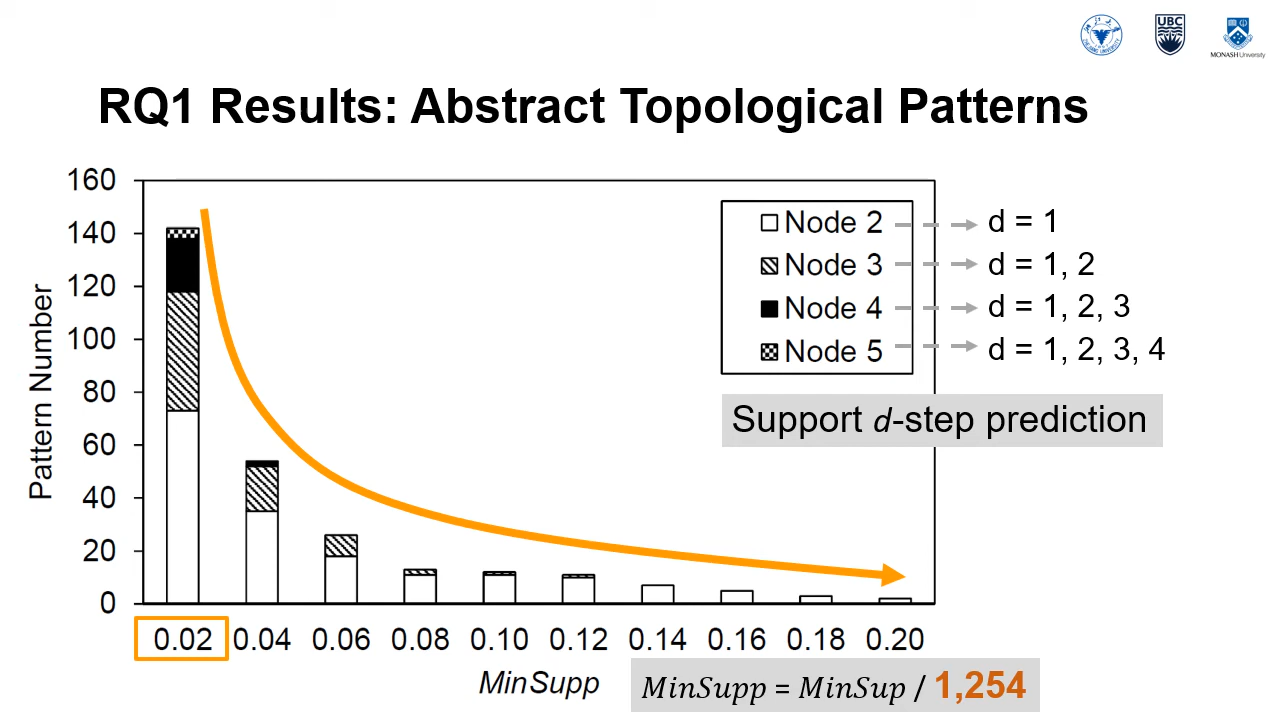 UBC
MONASH University
RQ1 Results: Abstract Topological Patterns
160
140
120
100
80
60
40
20
0
Pattern Number
Node 2
d = 1
Node 3
d = 1, 2
Node 4
d = 1, 2, 3
Node 5
d = 1, 2, 3, 4
Support d-step prediction
0.02 0.04 0.06 0.08 0.10 0.12 0.14 0.16 0.18 0.20
MinSupp
MinSupp = MinSup / 1,254